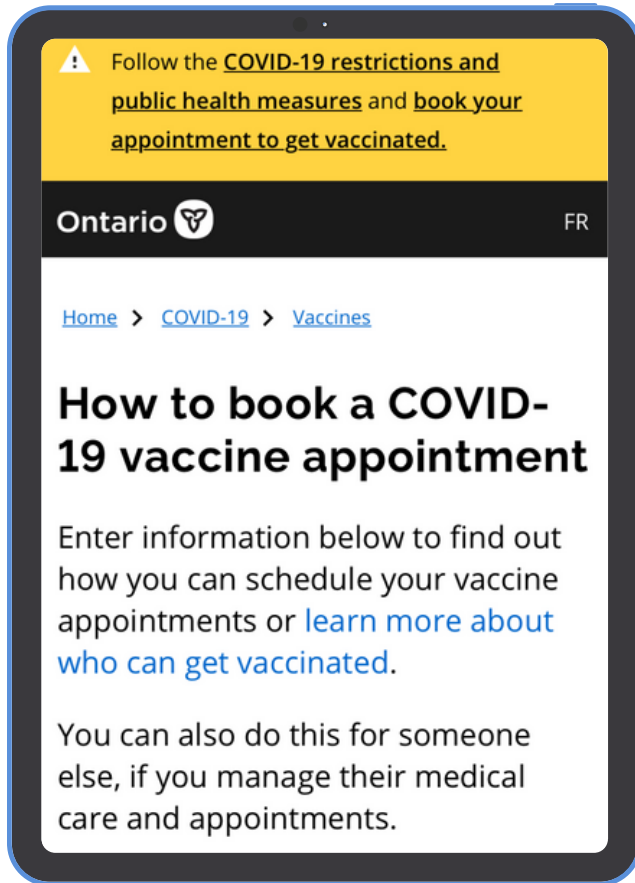 Follow the COVID-19 restrictions and
public health measures and book your
appointment to get vaccinated.
Ontario
FR
Home > COVID-19 > Vaccines
How to book a COVID-
19 vaccine appointment
Enter information below to find out
how you can schedule your vaccine
appointments or learn more about
who can get vaccinated.
You can also do this for someone
else, if you manage their medical
care and appointments.